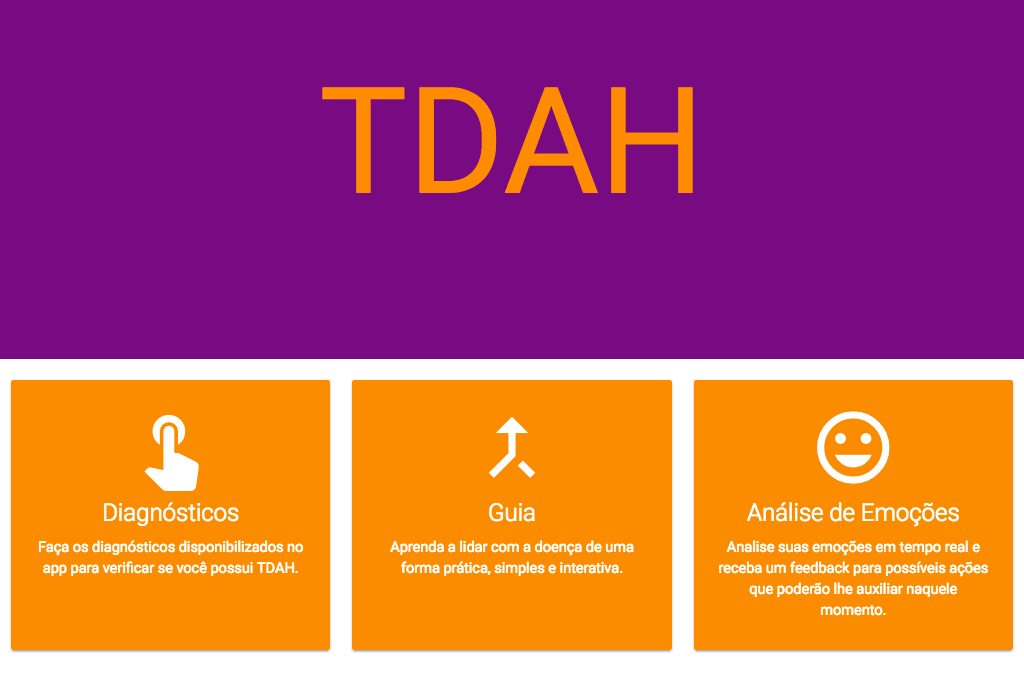 TDAH
Diagnósticos
Faça os diagnósticos disponibilizados no
app para verificar se você possui TDAH.
Guia
Aprenda a lidar com a doença de uma
forma prática, simples e interativa.
Análise de Emoções
Analise suas emoções em tempo real e
receba um feedback para possíveis ações
que poderão lhe auxiliar naquele
momento.